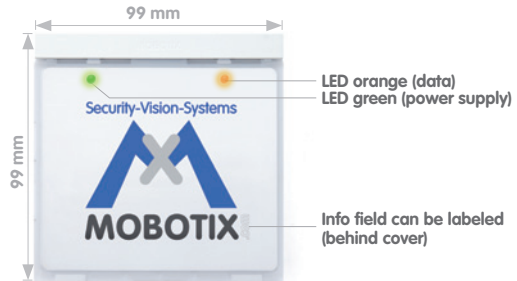 99 mm
99 mm
LED orange (data)
LED green (power supply)
Security-Vision-Systems
MX
MOBOTIX
Info field can be labeled
(behind cover)